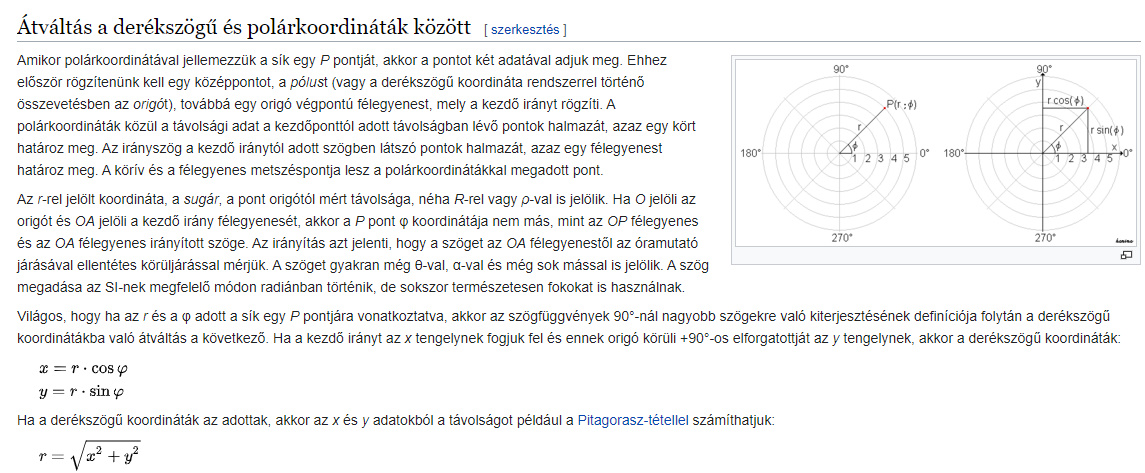 Átváltás a derékszögű és polárkoordináták között [ szerkesztés ]
Amikor polárkoordinátával jellemezzük a sík egy P pontját, akkor a pontot két adatával adjuk meg. Ehhez
először rögzítenünk kell egy középpontot, a pólust (vagy a derékszögű koordináta rendszerrel történő
összevetésben az origót), továbbá egy origó végpontú félegyenest, mely a kezdő irányt rögzíti. A
polárkoordináták közül a távolsági adat a kezdőponttól adott távolságban lévő pontok halmazát, azaz egy kört
határoz meg. Az irányszög a kezdő iránytól adott szögben látszó pontok halmazát, azaz egy félegyenest
határoz meg. A körív és a félegyenes metszéspontja lesz a polárkoordinátákkal megadott pont.
Az r-rel jelölt koordináta, a sugár, a pont origótól mért távolsága, néha R-rel vagy ρ-val is jelölik. Ha O jelöli az
origót és OA jelöli a kezdő irány félegyenesét, akkor a P pont φ koordinátája nem más, mint az OP félegyenes
és az OA félegyenes irányított szöge. Az irányítás azt jelenti, hogy a szöget az OA félegyenestől az óramutató
járásával ellentétes körüljárással mérjük. A szöget gyakran még θ-val, α-val és még sok mással is jelölik. A szög
megadása az SI-nek megfelelő módon radiánban történik, de sokszor természetesen fokokat is használnak.
90°
P(r ; ϕ)
r
ϕ
180°
1 2 3 4 5 0°
270°
90°
y
r cos(ϕ)
r
r sin(ϕ)
ϕ
x
180°
1 2 3 4 5 0°
270°
Világos, hogy ha az r és a φ adott a sík egy P pontjára vonatkoztatva, akkor az szögfüggvények 90°-nál nagyobb szögekre való kiterjesztésének definíciója folytán a derékszögű
koordinátákba való átváltás a következő. Ha a kezdő irányt az x tengelynek fogjuk fel és ennek origó körüli +90°-os elforgatottját az y tengelynek, akkor a derékszögű koordináták:
x = r · cos φ
y = r · sin φ
Ha a derékszögű koordináták az adottak, akkor az x és y adatokból a távolságot például a Pitagorasz-tétellel számíthatjuk:
r = √(x² + y²)